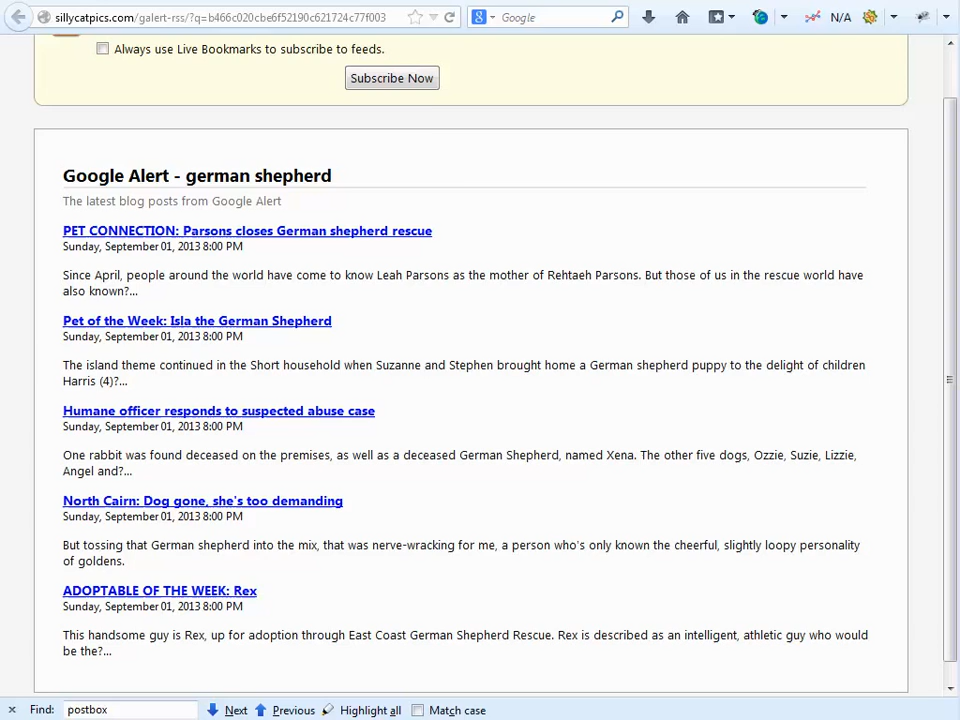 sillycatpics.com/galert-rss/?q=b466c020cbe6f52190c621724c77f003
Google
N/A
Always use Live Bookmarks to subscribe to feeds.
Subscribe Now
Google Alert - german shepherd
The latest blog posts from Google Alert
PET CONNECTION: Parsons closes German shepherd rescue
Sunday, September 01, 2013 8:00 PM
Since April, people around the world have come to know Leah Parsons as the mother of Rehtaeh Parsons. But those of us in the rescue world have
also known?...
Pet of the Week: Isla the German Shepherd
Sunday, September 01, 2013 8:00 PM
The island theme continued in the Short household when Suzanne and Stephen brought home a German shepherd puppy to the delight of children
Harris (4)?...
Humane officer responds to suspected abuse case
Sunday, September 01, 2013 8:00 PM
One rabbit was found deceased on the premises, as well as a deceased German Shepherd, named Xena. The other five dogs, Ozzie, Suzie, Lizzie,
Angel and?...
North Cairn: Dog gone, she's too demanding
Sunday, September 01, 2013 8:00 PM
But tossing that German shepherd into the mix, that was nerve-wracking for me, a person who's only known the cheerful, slightly loopy personality
of goldens.
ADOPTABLE OF THE WEEK: Rex
Sunday, September 01, 2013 8:00 PM
This handsome guy is Rex, up for adoption through East Coast German Shepherd Rescue. Rex is described as an intelligent, athletic guy who would
be the?...
Find: postbox Next Previous Highlight all Match case